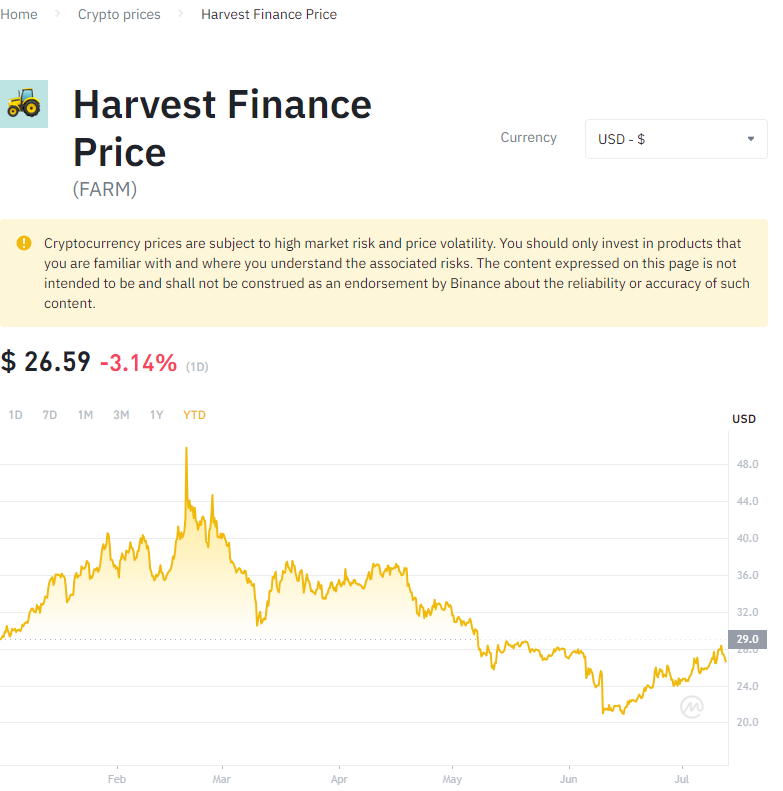 Home > Crypto prices > Harvest Finance Price
Harvest Finance
Price
(FARM)
Currency
USD - $
Cryptocurrency prices are subject to high market risk and price volatility. You should only invest in products that
you are familiar with and where you understand the associated risks. The content expressed on this page is not
intended to be and shall not be construed as an endorsement by Binance about the reliability or accuracy of such
content.
$ 26.59 -3.14% (1D)
1D 7D 1M 3M 1Y YTD
USD
48.0
44.0
40.0
36.0
32.0
29.0
28.0
24.0
20.0
Feb Mar Apr May Jun Jul